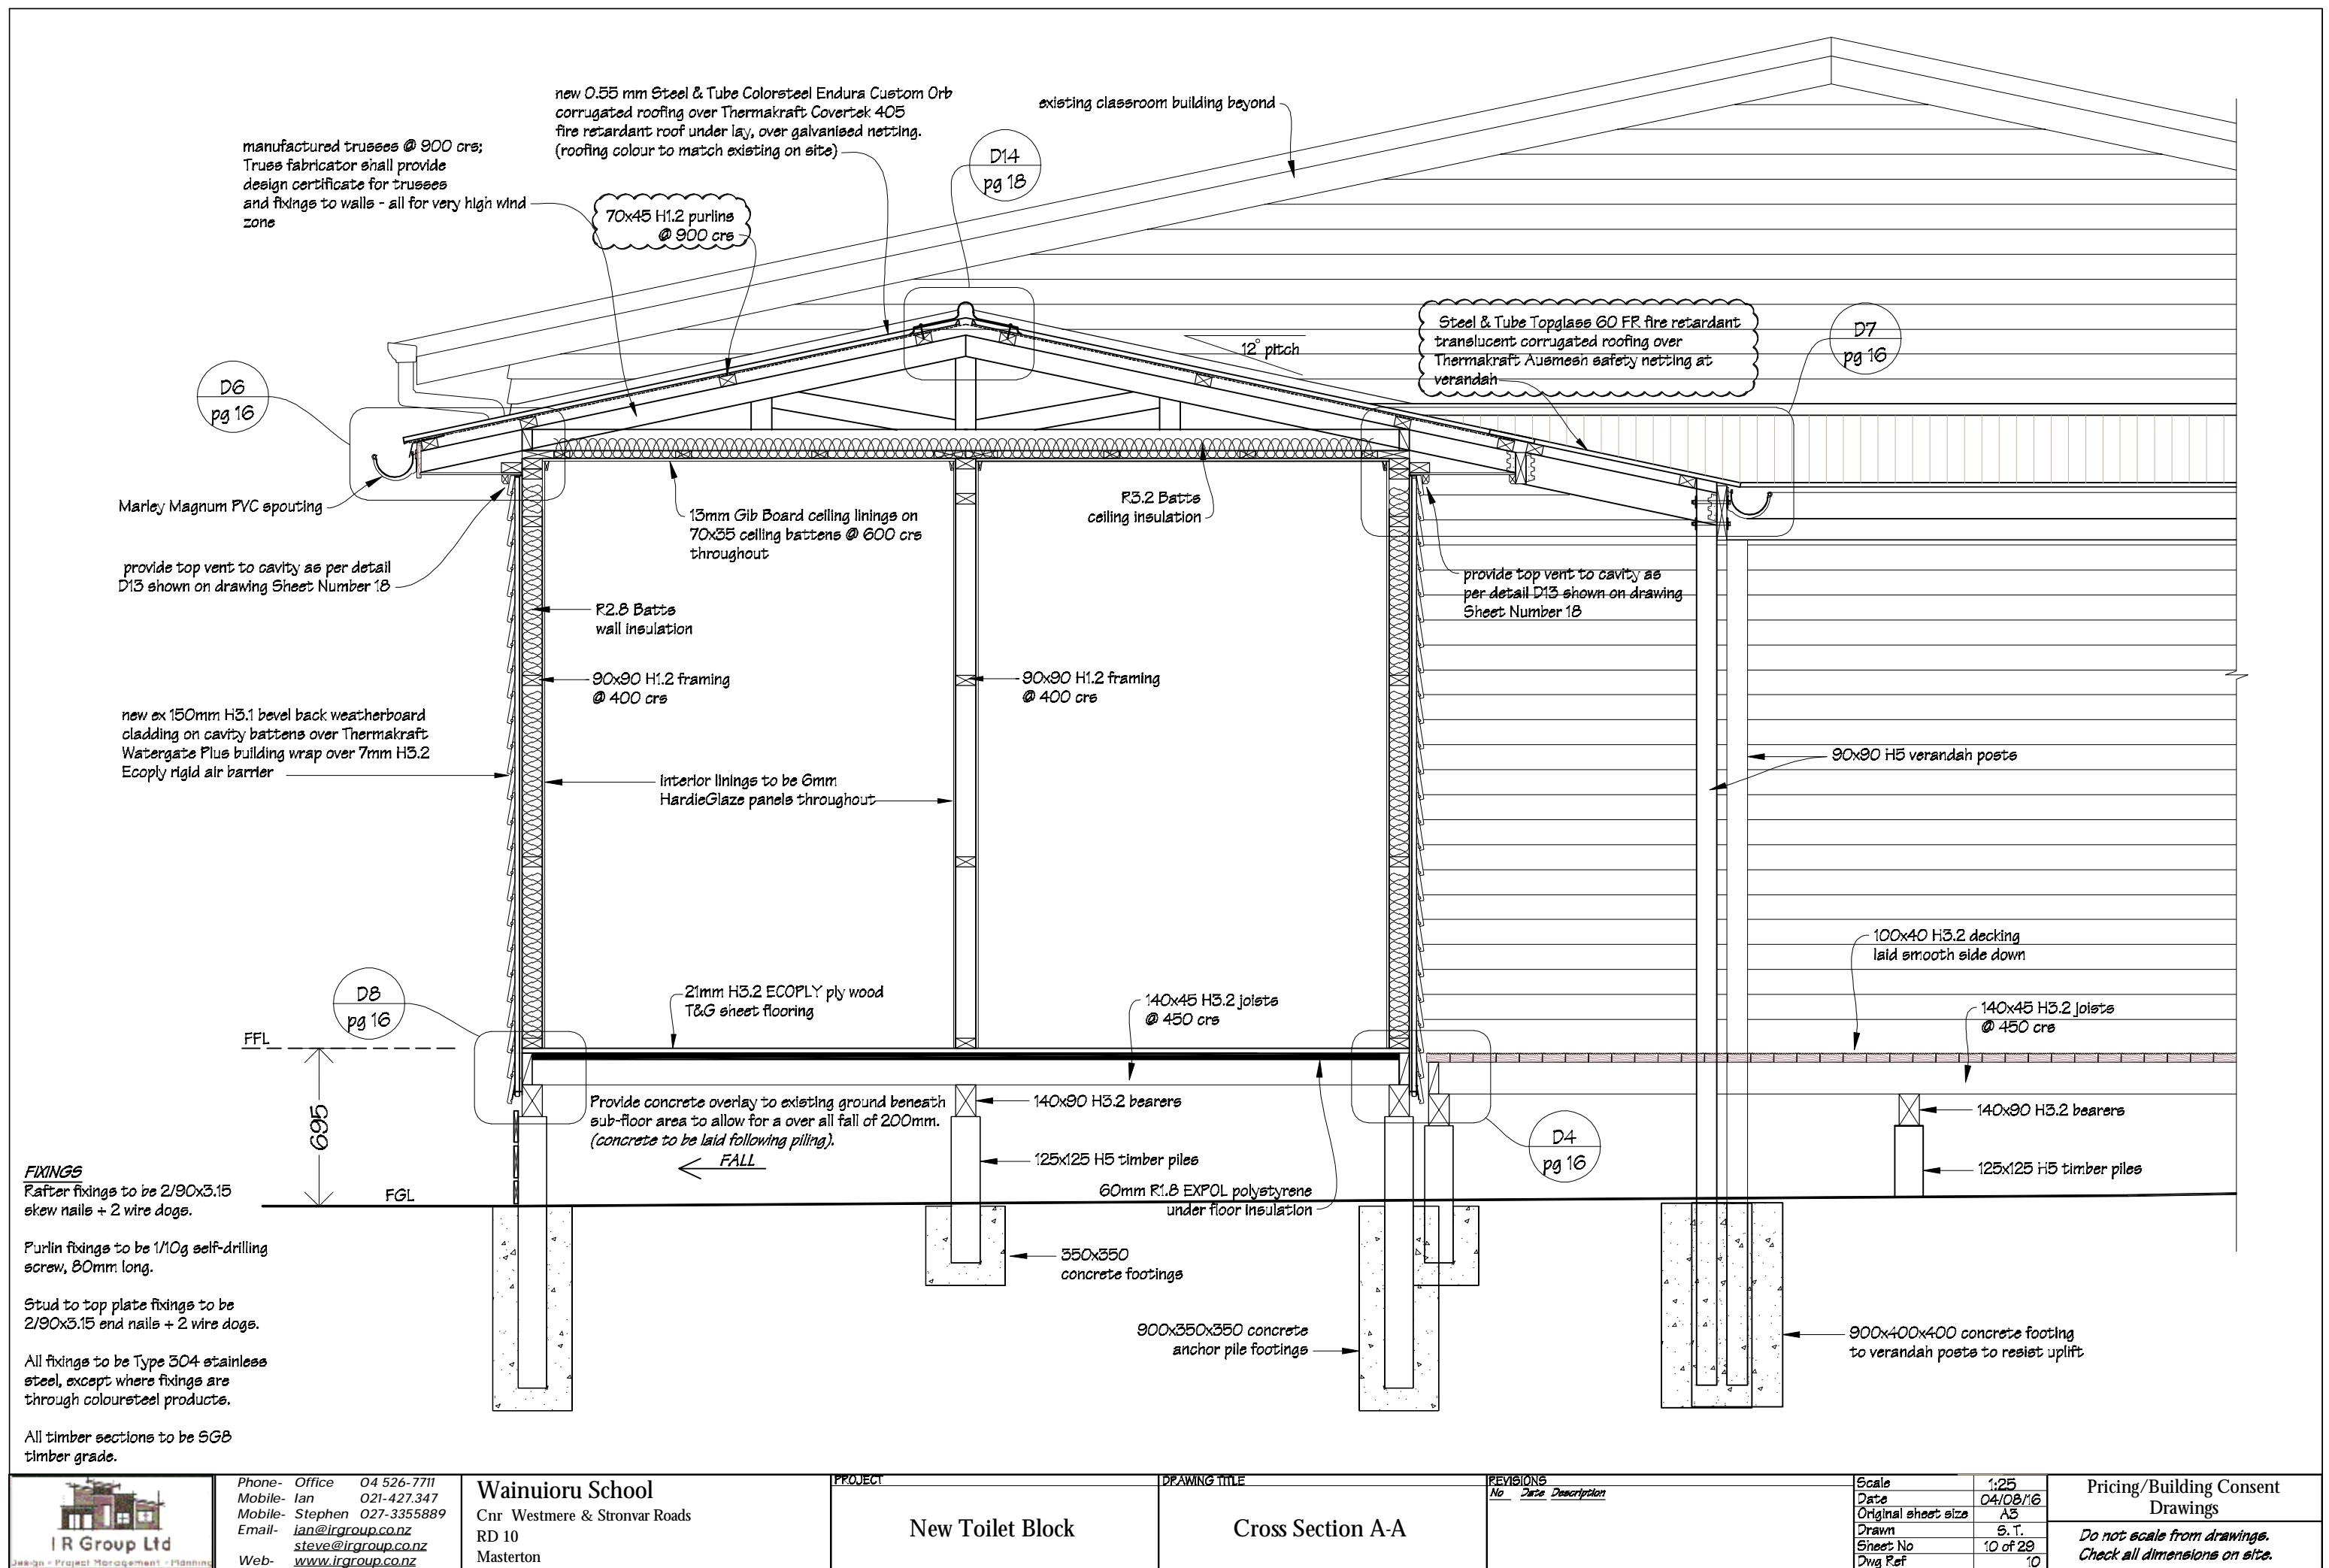 new 0.55 mm Steel & Tube Colorsteel Endura Custom Orb
corrugated roofing over Thermakraft Covertek 405
fire retardant roof under lay, over galvanised netting.
(roofing colour to match existing on site)
existing classroom building beyond
manufactured trusses @ 900 crs;
Truss fabricator shall provide
design certificate for trusses
and fixings to walls - all for very high wind
zone
D14
pg 18
70x45 H1.2 purlins
@ 900 crs
Steel & Tube Topglass 60 FR fire retardant
translucent corrugated roofing over
Thermakraft Ausmesh safety netting at
verandah
D7
pg 16
12° pitch
D6
pg 16
Marley Magnum PVC spouting
13mm Gib Board ceiling linings on
70x35 ceiling battens @ 600 crs
throughout
R3.2 Batts
ceiling insulation
provide top vent to cavity as per detail
D13 shown on drawing Sheet Number 18
provide top vent to cavity as
per detail D13 shown on drawing
Sheet Number 18
R2.8 Batts
wall insulation
90x90 H1.2 framing
@ 400 crs
90x90 H1.2 framing
@ 400 crs
new ex 150mm H3.1 bevel back weatherboard
cladding on cavity battens over Thermakraft
Watergate Plus building wrap over 7mm H3.2
Ecoply rigid air barrier
interior linings to be 6mm
HardieGlaze panels throughout
90x90 H5 verandah posts
100x40 H3.2 decking
laid smooth side down
D8
pg 16
21mm H3.2 ECOPLY ply wood
T&G sheet flooring
140x45 H3.2 joists
@ 450 crs
140x45 H3.2 joists
@ 450 crs
FFL
695
FGL
Provide concrete overlay to existing ground beneath
sub-floor area to allow for a over all fall of 200mm.
(concrete to be laid following piling).
FALL
140x90 H3.2 bearers
140x90 H3.2 bearers
D4
pg 16
125x125 H5 timber piles
125x125 H5 timber piles
60mm R1.8 EXPOL polystyrene
under floor insulation
350x350
concrete footings
900x350x350 concrete
anchor pile footings
900x400x400 concrete footing
to verandah posts to resist uplift
FIXINGS
Rafter fixings to be 2/90x3.15
skew nails + 2 wire dogs.
Purlin fixings to be 1/10g self-drilling
screw, 80mm long.
Stud to top plate fixings to be
2/90x3.15 end nails + 2 wire dogs.
All fixings to be Type 304 stainless
steel, except where fixings are
through coloursteel products.
All timber sections to be SG8
timber grade.
I R Group Ltd
Design - Project Management - Planning
Phone- Office 04 526-7711
Mobile- Ian 021-427.347
Mobile- Stephen 027-3355889
Email- ian@irgroup.co.nz
steve@irgroup.co.nz
Web- www.irgroup.co.nz
Wainuioru School
Cnr Westmere & Stronvar Roads
RD 10
Masterton
PROJECT
New Toilet Block
DRAWING TITLE
Cross Section A-A
REVISIONS
No Date Description
Scale 1:25
Date 04/08/16
Original sheet size A3
Drawn S. T.
Sheet No 10 of 29
Dwg Ref 10
Pricing/Building Consent
Drawings
Do not scale from drawings.
Check all dimensions on site.